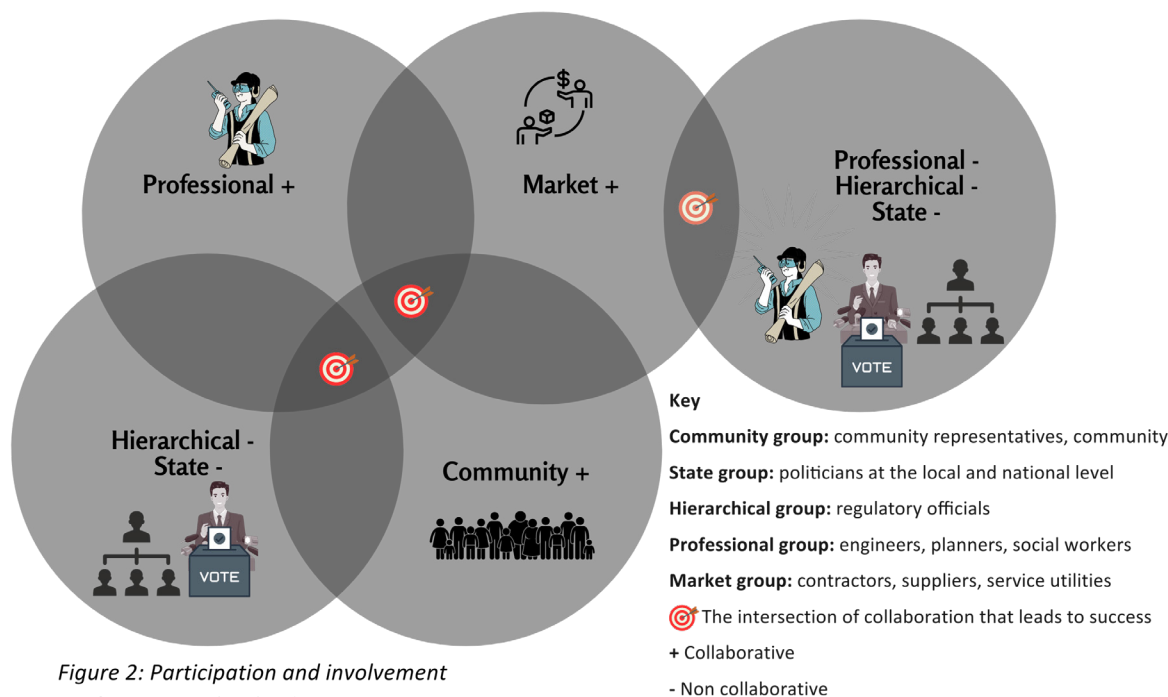 Professional +
Market +
Professional -
Hierarchical -
State -
$
VOTE
Hierarchical -
State -
VOTE
Community +
Key
Community group: community representatives, community
State group: politicians at the local and national level
Hierarchical group: regulatory officials
Professional group: engineers, planners, social workers
Market group: contractors, suppliers, service utilities
The intersection of collaboration that leads to success
+ Collaborative
- Non collaborative
Figure 2: Participation and involvement